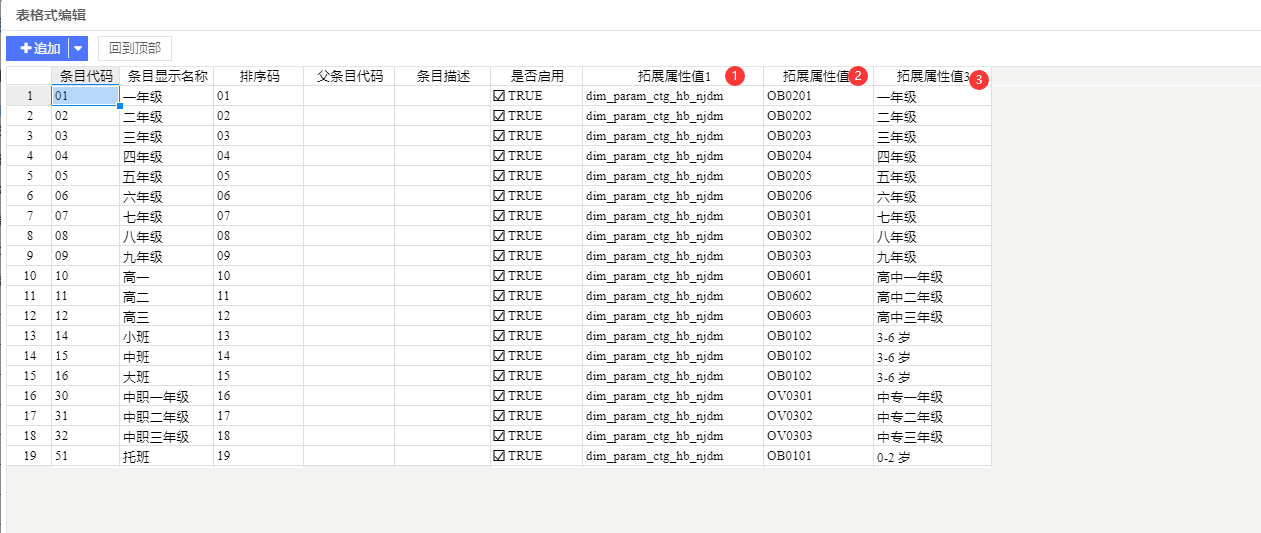 表格式编辑
追加 回到顶部
条目代码 条目显示名称 排序码 父条目代码 条目描述 是否启用 拓展属性值1 1 拓展属性值 2 拓展属性值3 3
1 01 一年级 01 TRUE dim_param_ctg_hb_njdm OB0201 一年级
2 02 二年级 02 TRUE dim_param_ctg_hb_njdm OB0202 二年级
3 03 三年级 03 TRUE dim_param_ctg_hb_njdm OB0203 三年级
4 04 四年级 04 TRUE dim_param_ctg_hb_njdm OB0204 四年级
5 05 五年级 05 TRUE dim_param_ctg_hb_njdm OB0205 五年级
6 06 六年级 06 TRUE dim_param_ctg_hb_njdm OB0206 六年级
7 07 七年级 07 TRUE dim_param_ctg_hb_njdm OB0301 七年级
8 08 八年级 08 TRUE dim_param_ctg_hb_njdm OB0302 八年级
9 09 九年级 09 TRUE dim_param_ctg_hb_njdm OB0303 九年级
10 10 高一 10 TRUE dim_param_ctg_hb_njdm OB0601 高中一年级
11 11 高二 11 TRUE dim_param_ctg_hb_njdm OB0602 高中二年级
12 12 高三 12 TRUE dim_param_ctg_hb_njdm OB0603 高中三年级
13 14 小班 13 TRUE dim_param_ctg_hb_njdm OB0102 3-6 岁
14 15 中班 14 TRUE dim_param_ctg_hb_njdm OB0102 3-6 岁
15 16 大班 15 TRUE dim_param_ctg_hb_njdm OB0102 3-6 岁
16 30 中职一年级 16 TRUE dim_param_ctg_hb_njdm OV0301 中专一年级
17 31 中职二年级 17 TRUE dim_param_ctg_hb_njdm OV0302 中专二年级
18 32 中职三年级 18 TRUE dim_param_ctg_hb_njdm OV0303 中专三年级
19 51 托班 19 TRUE dim_param_ctg_hb_njdm OB0101 0-2 岁